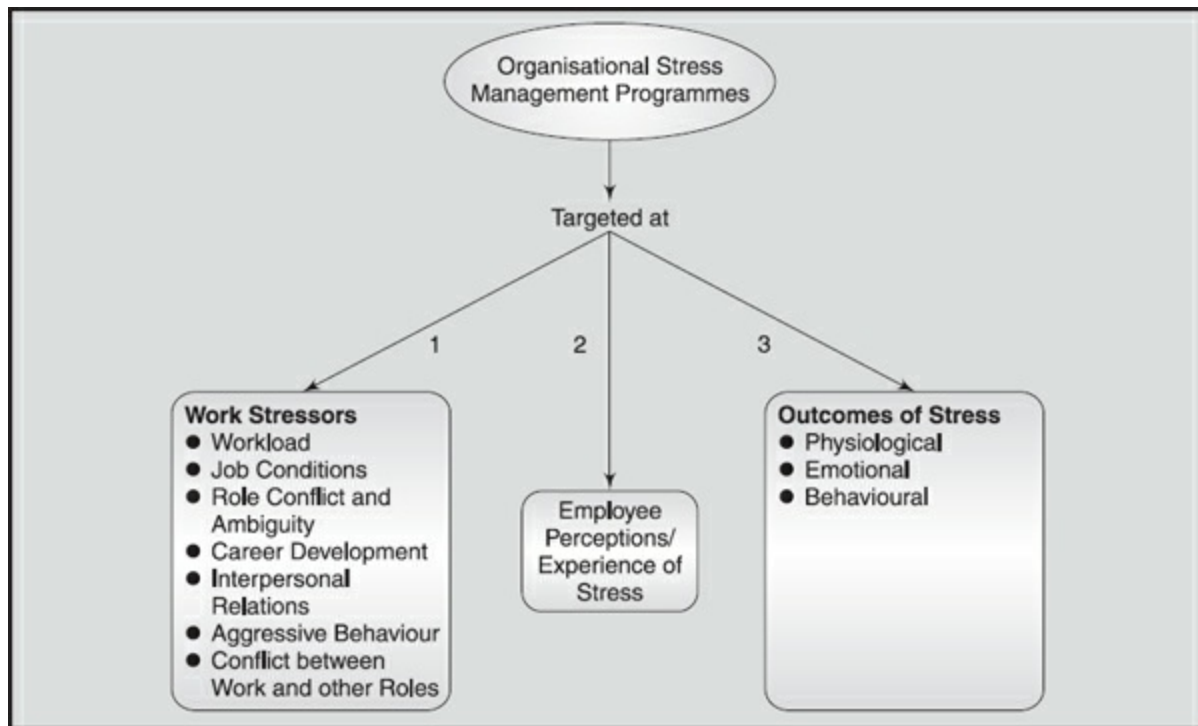 Organisational Stress
Management Programmes
Targeted at
1
2
3
Work Stressors
● Workload
● Job Conditions
● Role Conflict and
Ambiguity
● Career Development
● Interpersonal
Relations
● Aggressive Behaviour
● Conflict between
Work and other Roles
Employee
Perceptions/
Experience of
Stress
Outcomes of Stress
● Physiological
● Emotional
● Behavioural